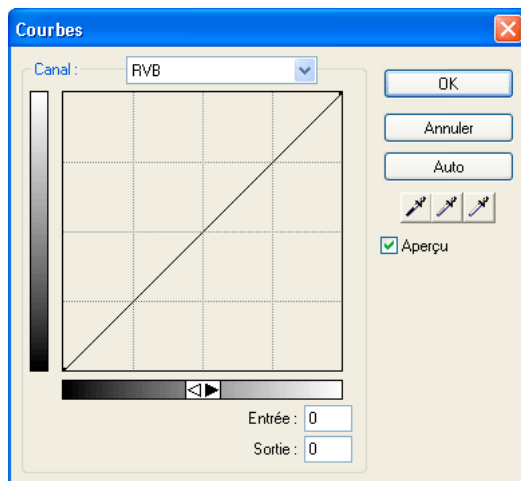 Courbes
Canal :
RVB
OK
Annuler
Auto
Aperçu
Entrée : 0
Sortie : 0